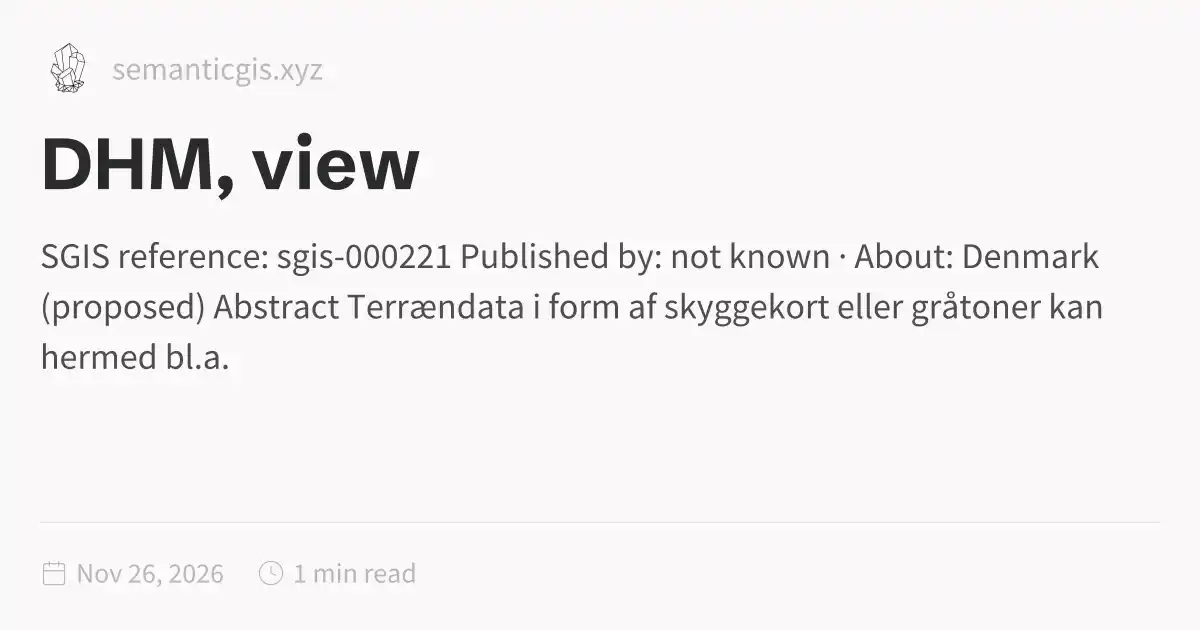 semanticgis.xyz
DHM, view
SGIS reference: sgis-000221 Published by: not known · About: Denmark
(proposed) Abstract Terrændata i form af skyggekort eller gråtoner kan
hermed bl.a.
Nov 26, 2026 1 min read